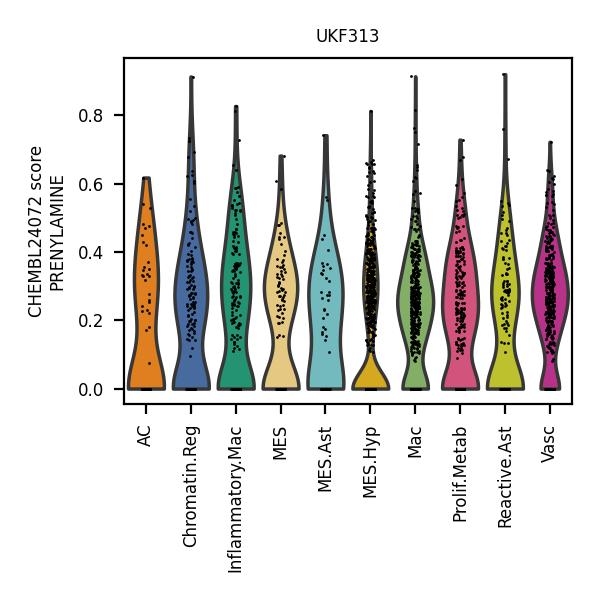 UKF313
CHEMBL24072 score
PRENYLAMINE
0.8
0.6
0.4
0.2
0.0
AC
Chromatin.Reg
Inflammatory.Mac
MES
MES.Ast
MES.Hyp
Mac
Prolif.Metab
Reactive.Ast
Vasc